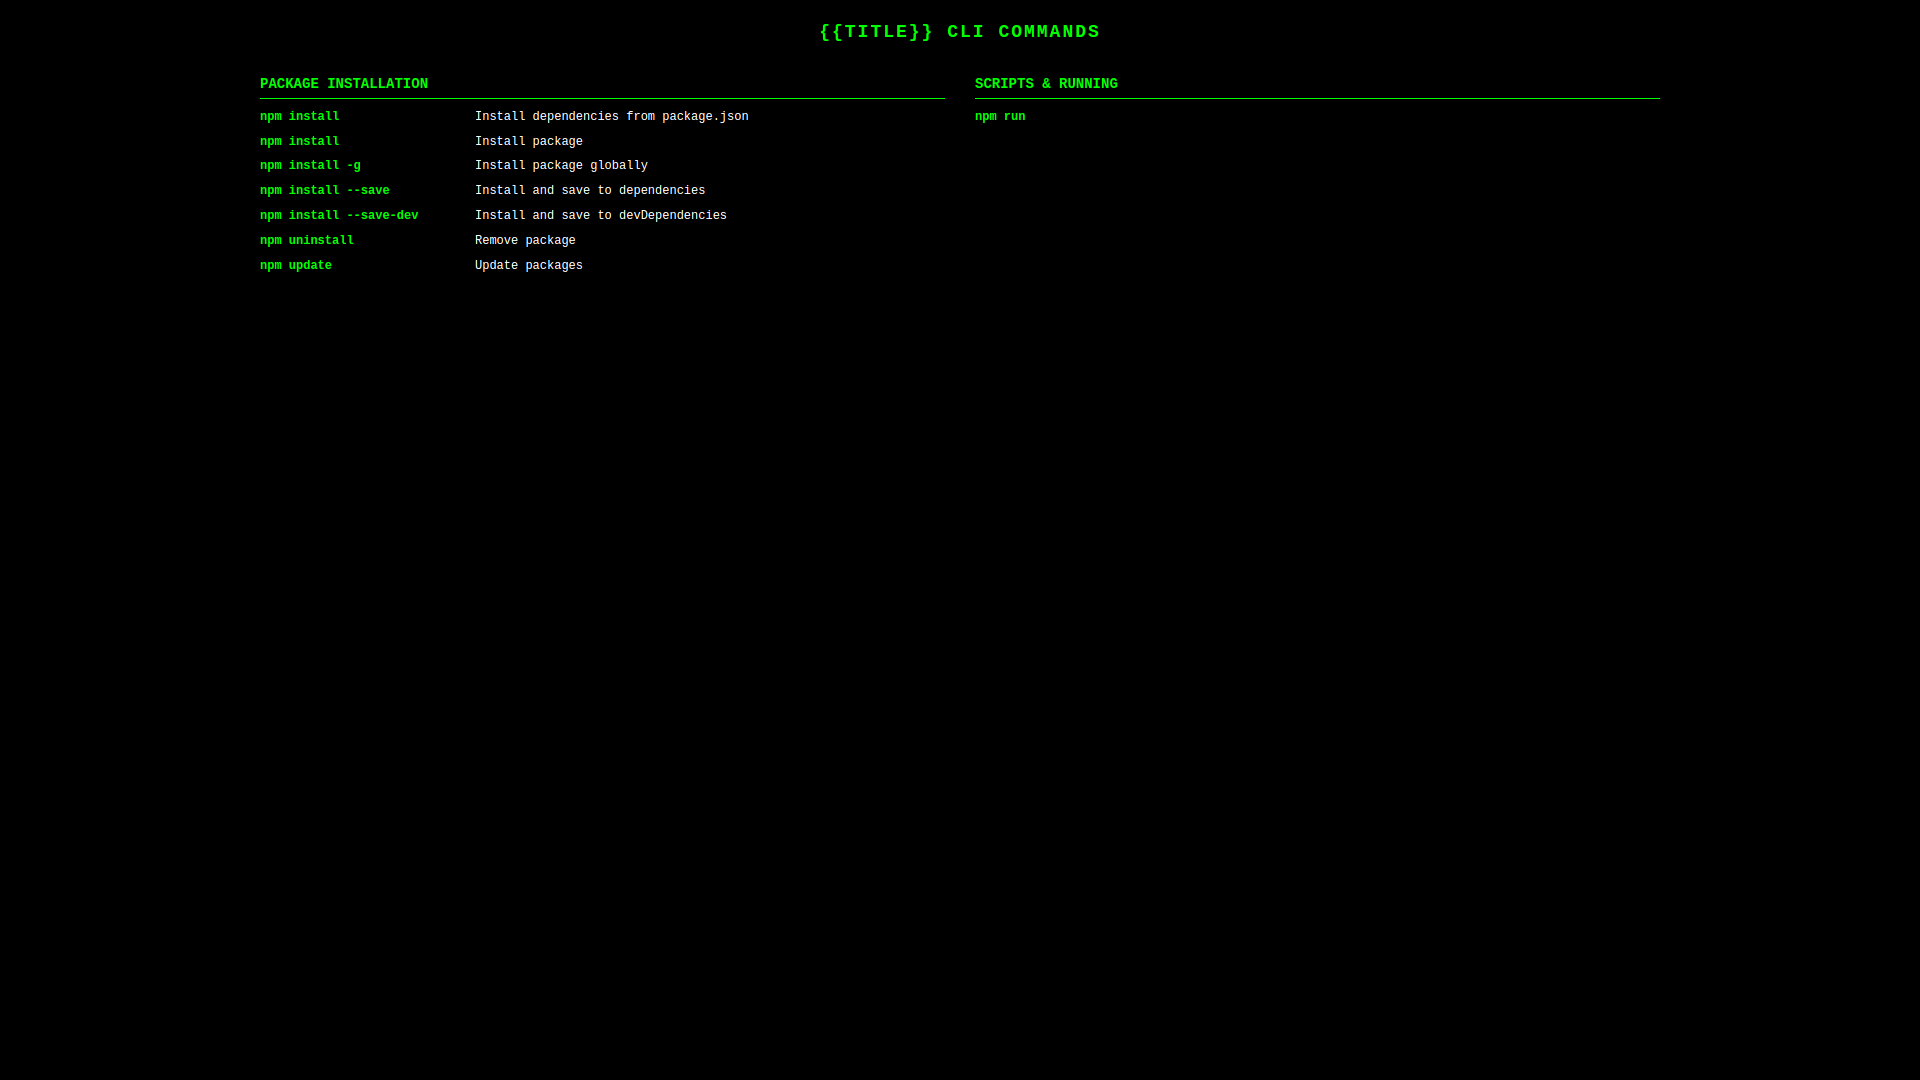 {{TITLE}} CLI COMMANDS
PACKAGE INSTALLATION
npm install Install dependencies from package.json
npm install Install package
npm install -g Install package globally
npm install --save Install and save to dependencies
npm install --save-dev Install and save to devDependencies
npm uninstall Remove package
npm update Update packages
SCRIPTS & RUNNING
npm run